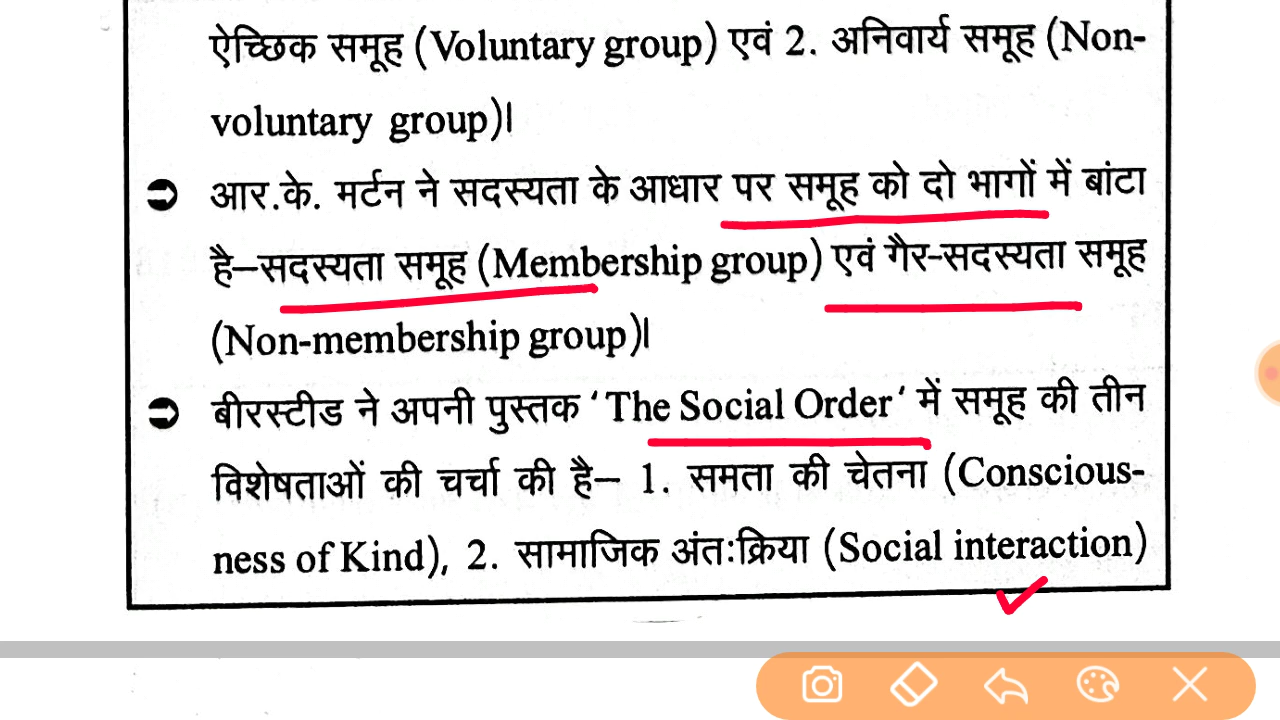 ऐच्छिक समूह (Voluntary group) एवं 2. अनिवार्य समूह (Non-
voluntary group)।
➲ आर.के. मर्टन ने सदस्यता के आधार पर समूह को दो भागों में बांटा
है–सदस्यता समूह (Membership group) एवं गैर-सदस्यता समूह
(Non-membership group)।
➲ बीरस्टीड ने अपनी पुस्तक ‘The Social Order’ में समूह की तीन
विशेषताओं की चर्चा की है– 1. समता की चेतना (Conscious-
ness of Kind), 2. सामाजिक अंतःक्रिया (Social interaction)